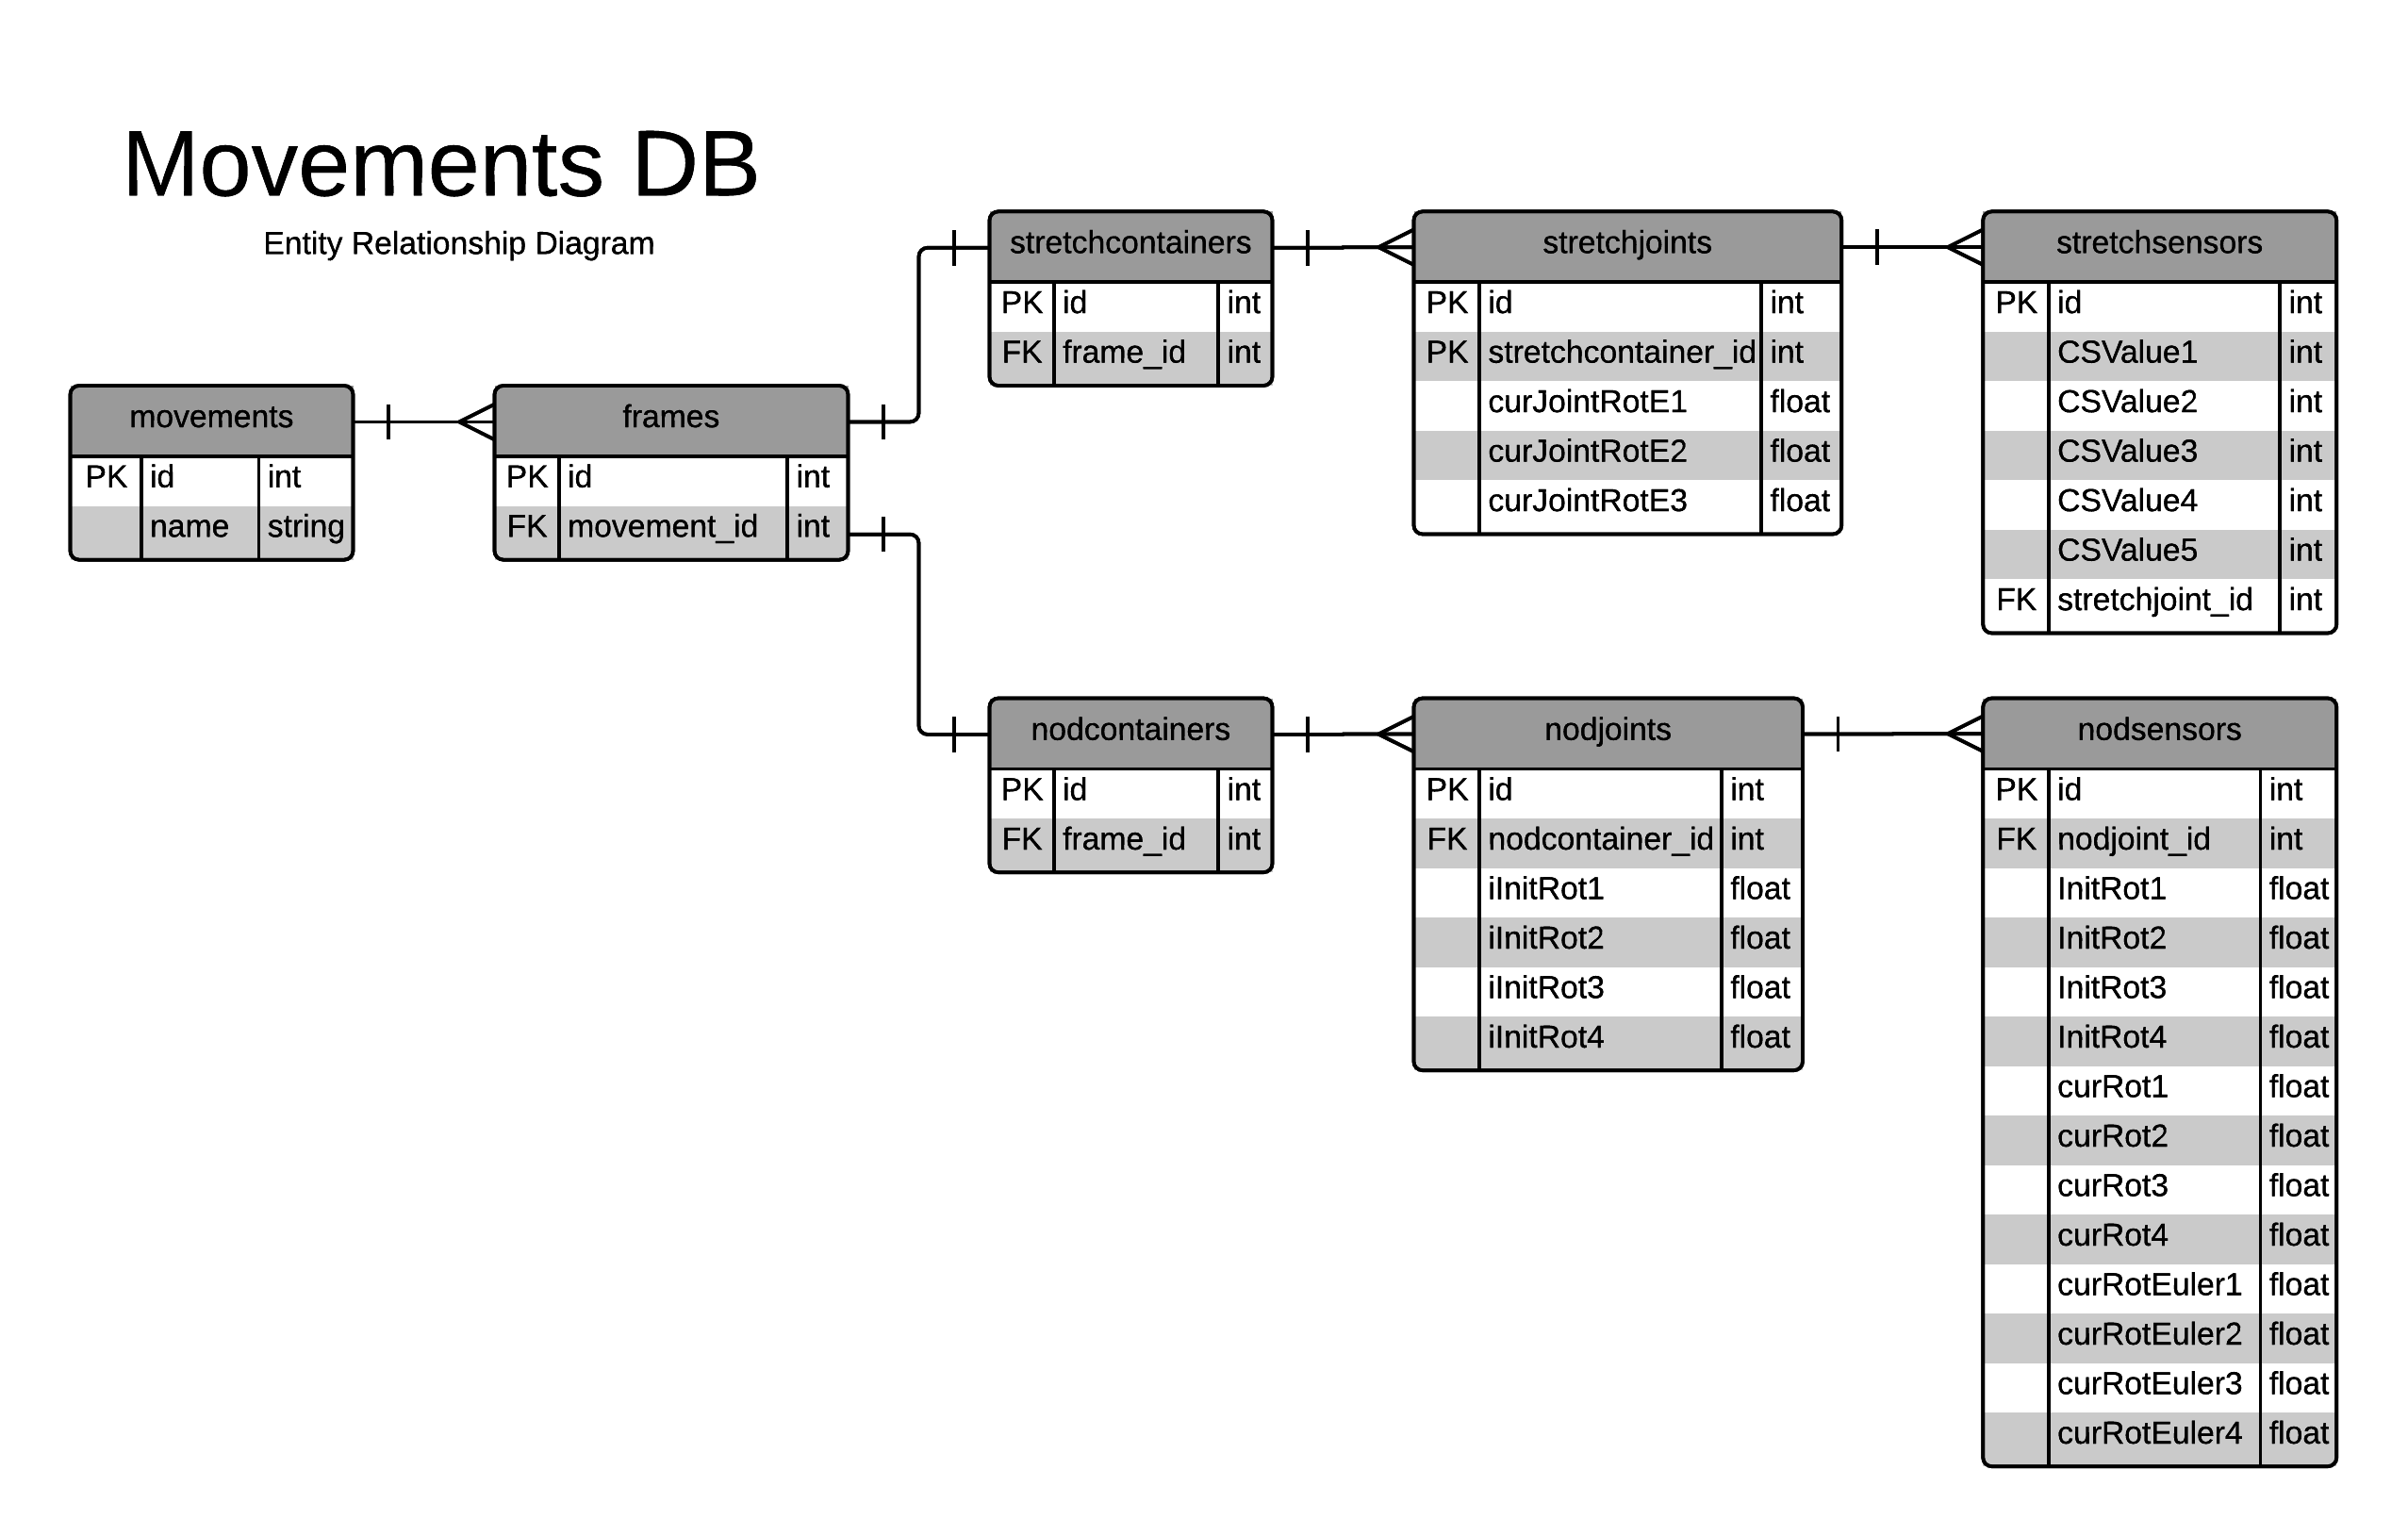 Movements DB
Entity Relationship Diagram
movements
PK id int
name string
frames
PK id int
FK movement_id int
stretchcontainers
PK id int
FK frame_id int
stretchjoints
PK id int
PK stretchcontainer_id int
curJointRotE1 float
curJointRotE2 float
curJointRotE3 float
stretchsensors
PK id int
CSValue1 int
CSValue2 int
CSValue3 int
CSValue4 int
CSValue5 int
FK stretchjoint_id int
nodcontainers
PK id int
FK frame_id int
nodjoints
PK id int
FK nodcontainer_id int
iInitRot1 float
iInitRot2 float
iInitRot3 float
iInitRot4 float
nodsensors
PK id int
FK nodjoint_id int
InitRot1 float
InitRot2 float
InitRot3 float
InitRot4 float
curRot1 float
curRot2 float
curRot3 float
curRot4 float
curRotEuler1 float
curRotEuler2 float
curRotEuler3 float
curRotEuler4 float